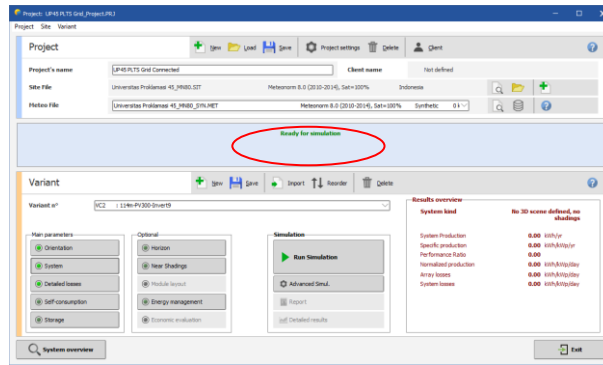 Project: UP45 PLTS Grid_Project.PRJ
Project Site Variant
Project New Load Save Project settings Delete Client
Project's name UP45 PLTS Grid Connected Client name Not defined
Site File Universitas Proklamasi 45_MN80.SIT Meteonorm 8.0 (2010-2014), Sat=100% Indonesia
Meteo File Universitas Proklamasi 45_MN80_SYN.MET Meteonorm 8.0 (2010-2014), Sat=100% Synthetic 0 k
Ready for simulation
Variant New Save Import Reorder Delete
Variant n° VC2 : 114m-PV300-Invert9
Results overview
System kind No 3D scene defined, no shadings
System Production 0.00 kWh/yr
Specific production 0.00 kWh/kWp/yr
Performance Ratio 0.00
Normalized production 0.00 kWh/kWp/day
Array losses 0.00 kWh/kWp/day
System losses 0.00 kWh/kWp/day
Main parameters
Orientation
System
Detailed losses
Self-consumption
Storage
Optional
Horizon
Near Shadings
Module layout
Energy management
Economic evaluation
Simulation
Run Simulation
Advanced Simul.
Report
Detailed results
System overview
Exit